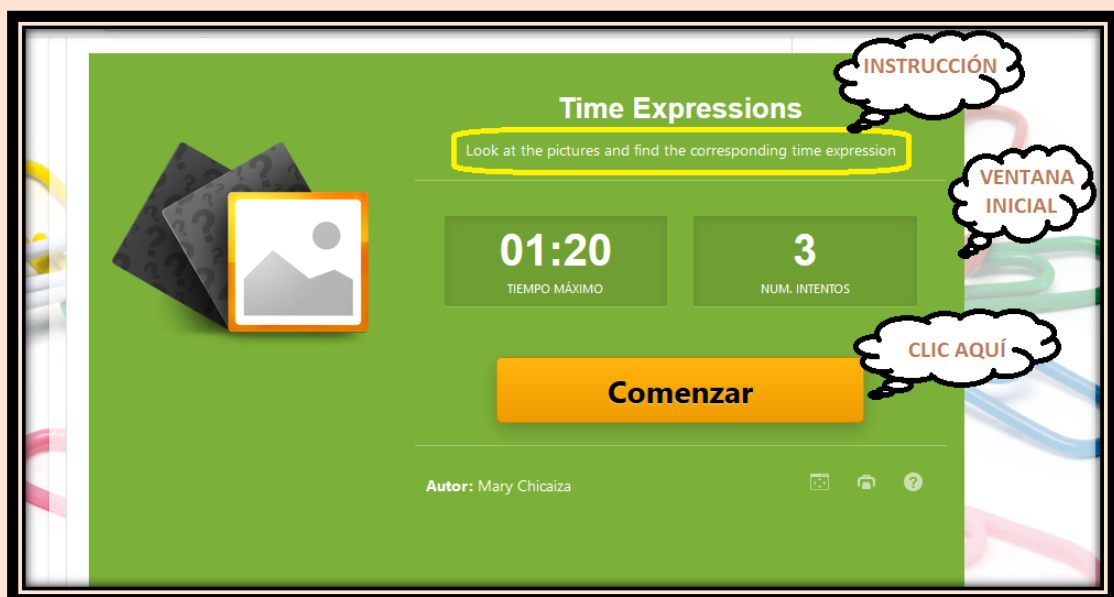 INSTRUCCIÓN
Time Expressions
Look at the pictures and find the corresponding time expression
VENTANA
INICIAL
01:20
TIEMPO MÁXIMO
3
NUM. INTENTOS
CLIC AQUÍ
Comenzar
Autor: Mary Chicaiza
?